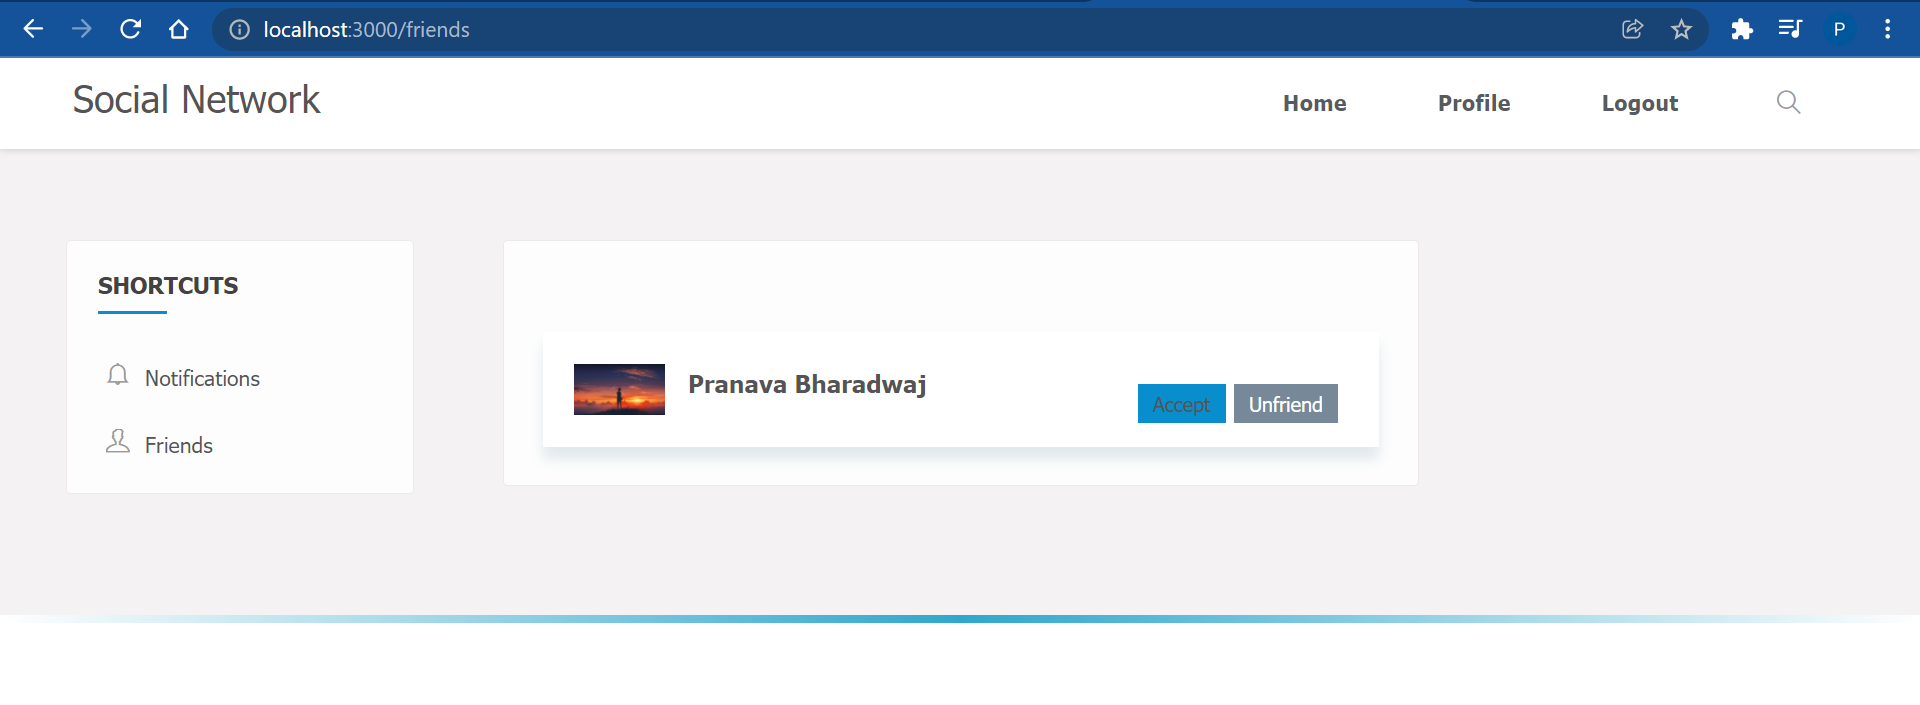 localhost:3000/friends
P
Social Network
Home Profile Logout
SHORTCUTS
Notifications
Friends
Pranava Bharadwaj
Accept Unfriend